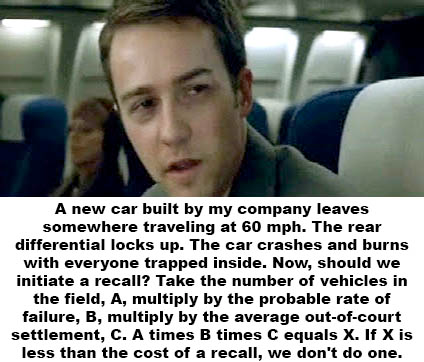 A new car built by my company leaves
somewhere traveling at 60 mph. The rear
differential locks up. The car crashes and burns
with everyone trapped inside. Now, should we
initiate a recall? Take the number of vehicles in
the field, A, multiply by the probable rate of
failure, B, multiply by the average out-of-court
settlement, C. A times B times C equals X. If X is
less than the cost of a recall, we don't do one.